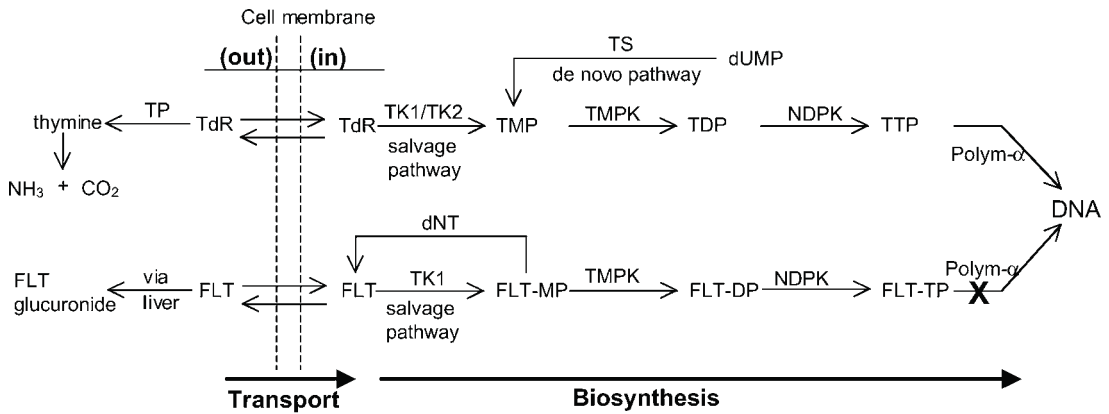 Cell membrane
(out) (in)
TS
dUMP
de novo pathway
thymine TP TdR TdR TK1/TK2 TMP TMPK TDP NDPK TTP
salvage
pathway
Polym-α
NH3 + CO2
DNA
dNT
FLT
glucuronide
via
liver
FLT FLT TK1 FLT-MP TMPK FLT-DP NDPK FLT-TP Polym-α
X
salvage
pathway
Transport Biosynthesis